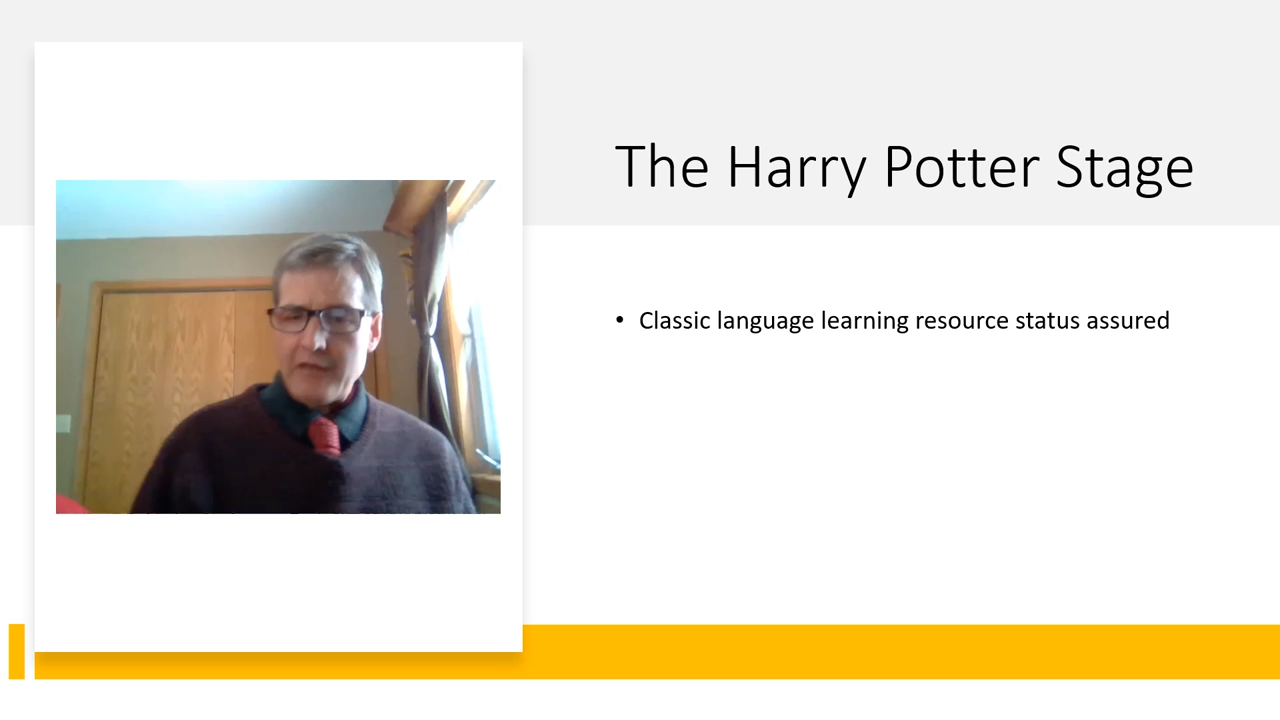 The Harry Potter Stage
• Classic language learning resource status assured